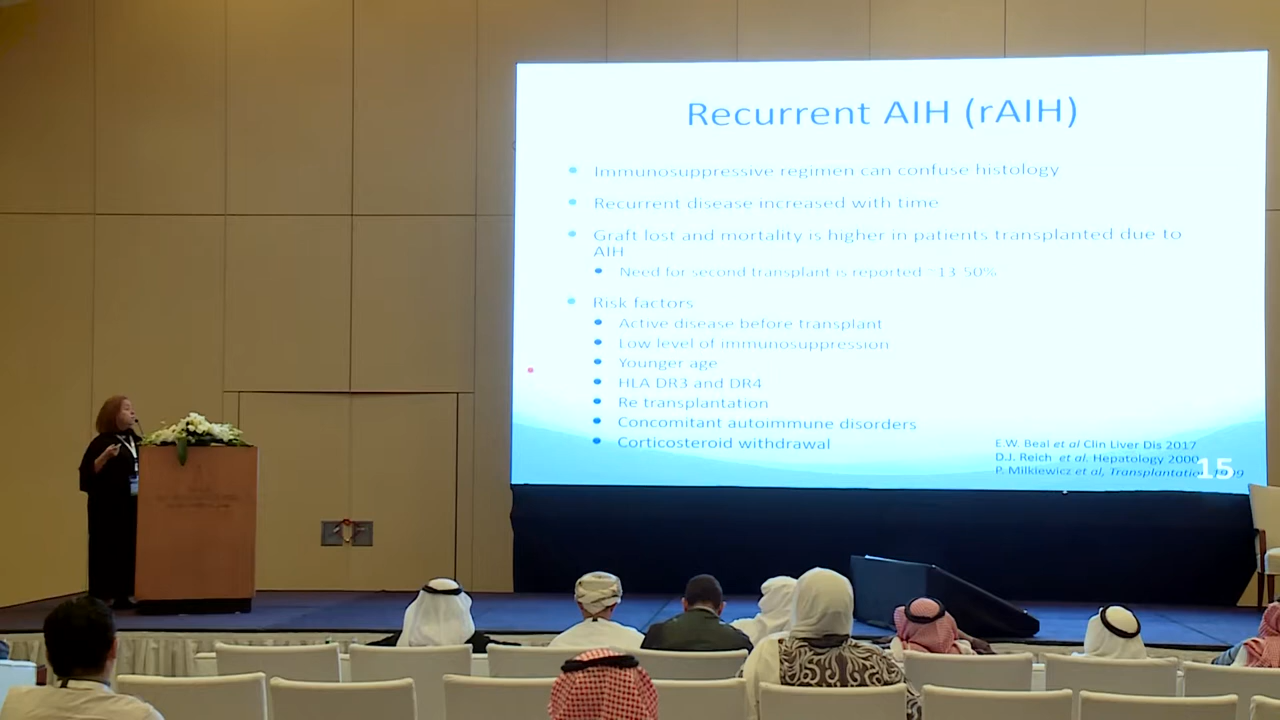 Recurrent AIH (rAIH)
Immunosuppressive regimen can confuse histology
Recurrent disease increased with time
Graft lost and mortality is higher in patients transplanted due to
AIH
Need for second transplant is reported ~13-50%
Risk factors
Active disease before transplant
Low level of immunosuppression
Younger age
HLA DR3 and DR4
Re transplantation
Concomitant autoimmune disorders
Corticosteroid withdrawal
E.W. Beal et al Clin Liver Dis 2017
D.J. Reich et al. Hepatology 2000
P. Milkiewicz et al, Transplantation 1999
15